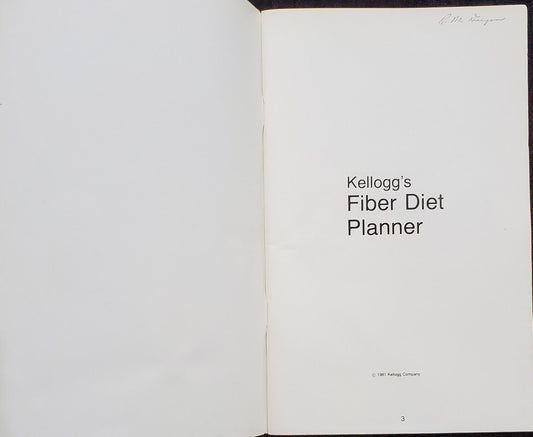 Kellogg's
Fiber Diet
Planner
© 1981 Kellogg Company
3